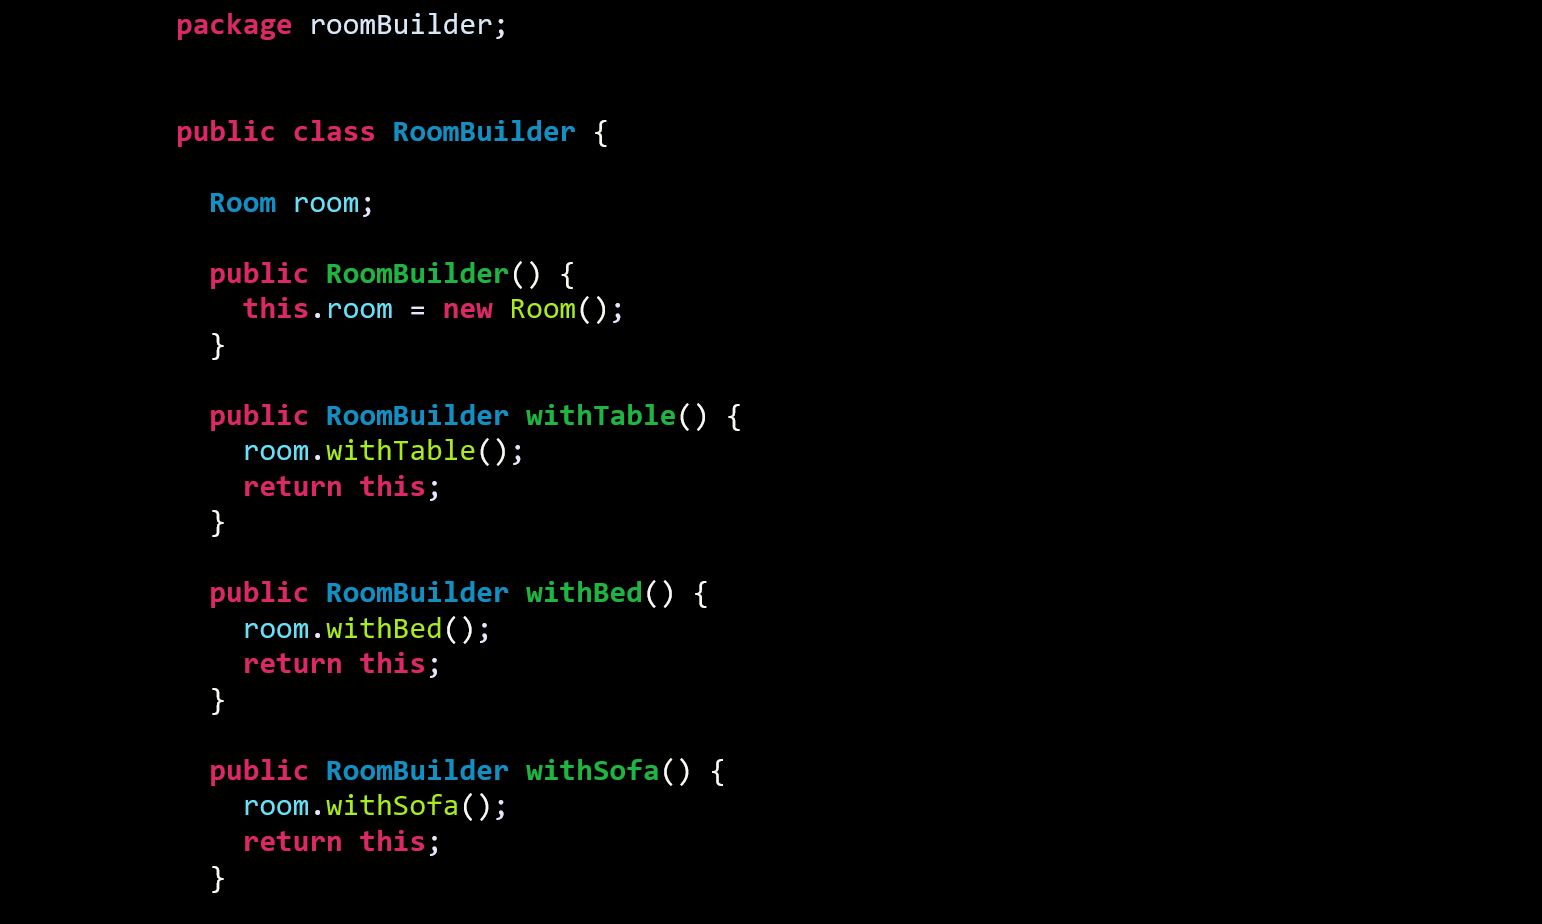 package roomBuilder;
public class RoomBuilder {
Room room;
public RoomBuilder() {
this.room = new Room();
}
public RoomBuilder withTable() {
room.withTable();
return this;
}
public RoomBuilder withBed() {
room.withBed();
return this;
}
public RoomBuilder withSofa() {
room.withSofa();
return this;
}